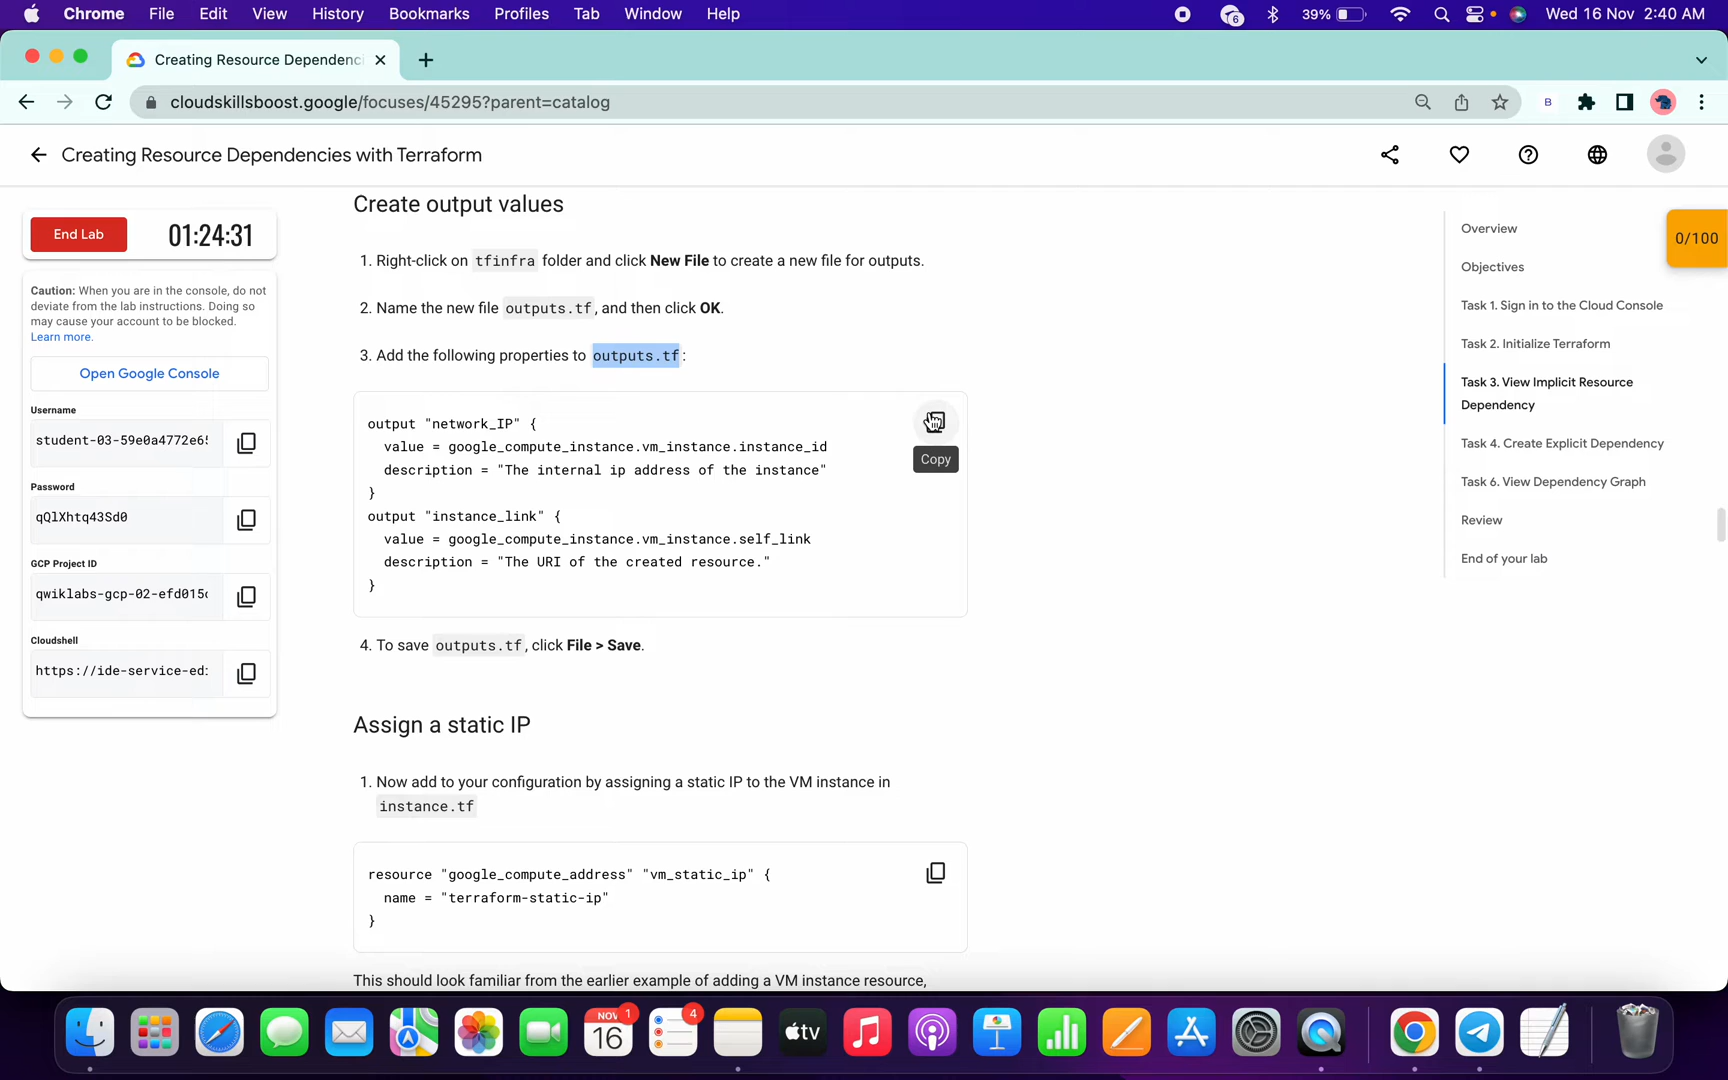 Chrome File Edit View History Bookmarks Profiles Tab Window Help
6
39%
Wed 16 Nov 2:40 AM
Creating Resource Dependenc
cloudskillsboost.google/focuses/45295?parent=catalog
B
Creating Resource Dependencies with Terraform
End Lab
01:24:31
Caution: When you are in the console, do not
deviate from the lab instructions. Doing so
may cause your account to be blocked.
Learn more.
Open Google Console
Username
student-03-59e0a4772e65
Password
qQlXhtq43Sd0
GCP Project ID
qwiklabs-gcp-02-efd015c
Cloudshell
https://ide-service-ed1
Create output values
1. Right-click on tfinfra folder and click New File to create a new file for outputs.
2. Name the new file outputs.tf, and then click OK.
3. Add the following properties to outputs.tf:
output "network_IP" {
value = google_compute_instance.vm_instance.instance_id
description = "The internal ip address of the instance"
}
output "instance_link" {
value = google_compute_instance.vm_instance.self_link
description = "The URI of the created resource."
}
Copy
4. To save outputs.tf, click File > Save.
Assign a static IP
1. Now add to your configuration by assigning a static IP to the VM instance in
instance.tf
resource "google_compute_address" "vm_static_ip" {
name = "terraform-static-ip"
}
This should look familiar from the earlier example of adding a VM instance resource,
Overview
Objectives
Task 1. Sign in to the Cloud Console
Task 2. Initialize Terraform
Task 3. View Implicit Resource
Dependency
Task 4. Create Explicit Dependency
Task 6. View Dependency Graph
Review
End of your lab
0/100
NOV
16
1
4
tv